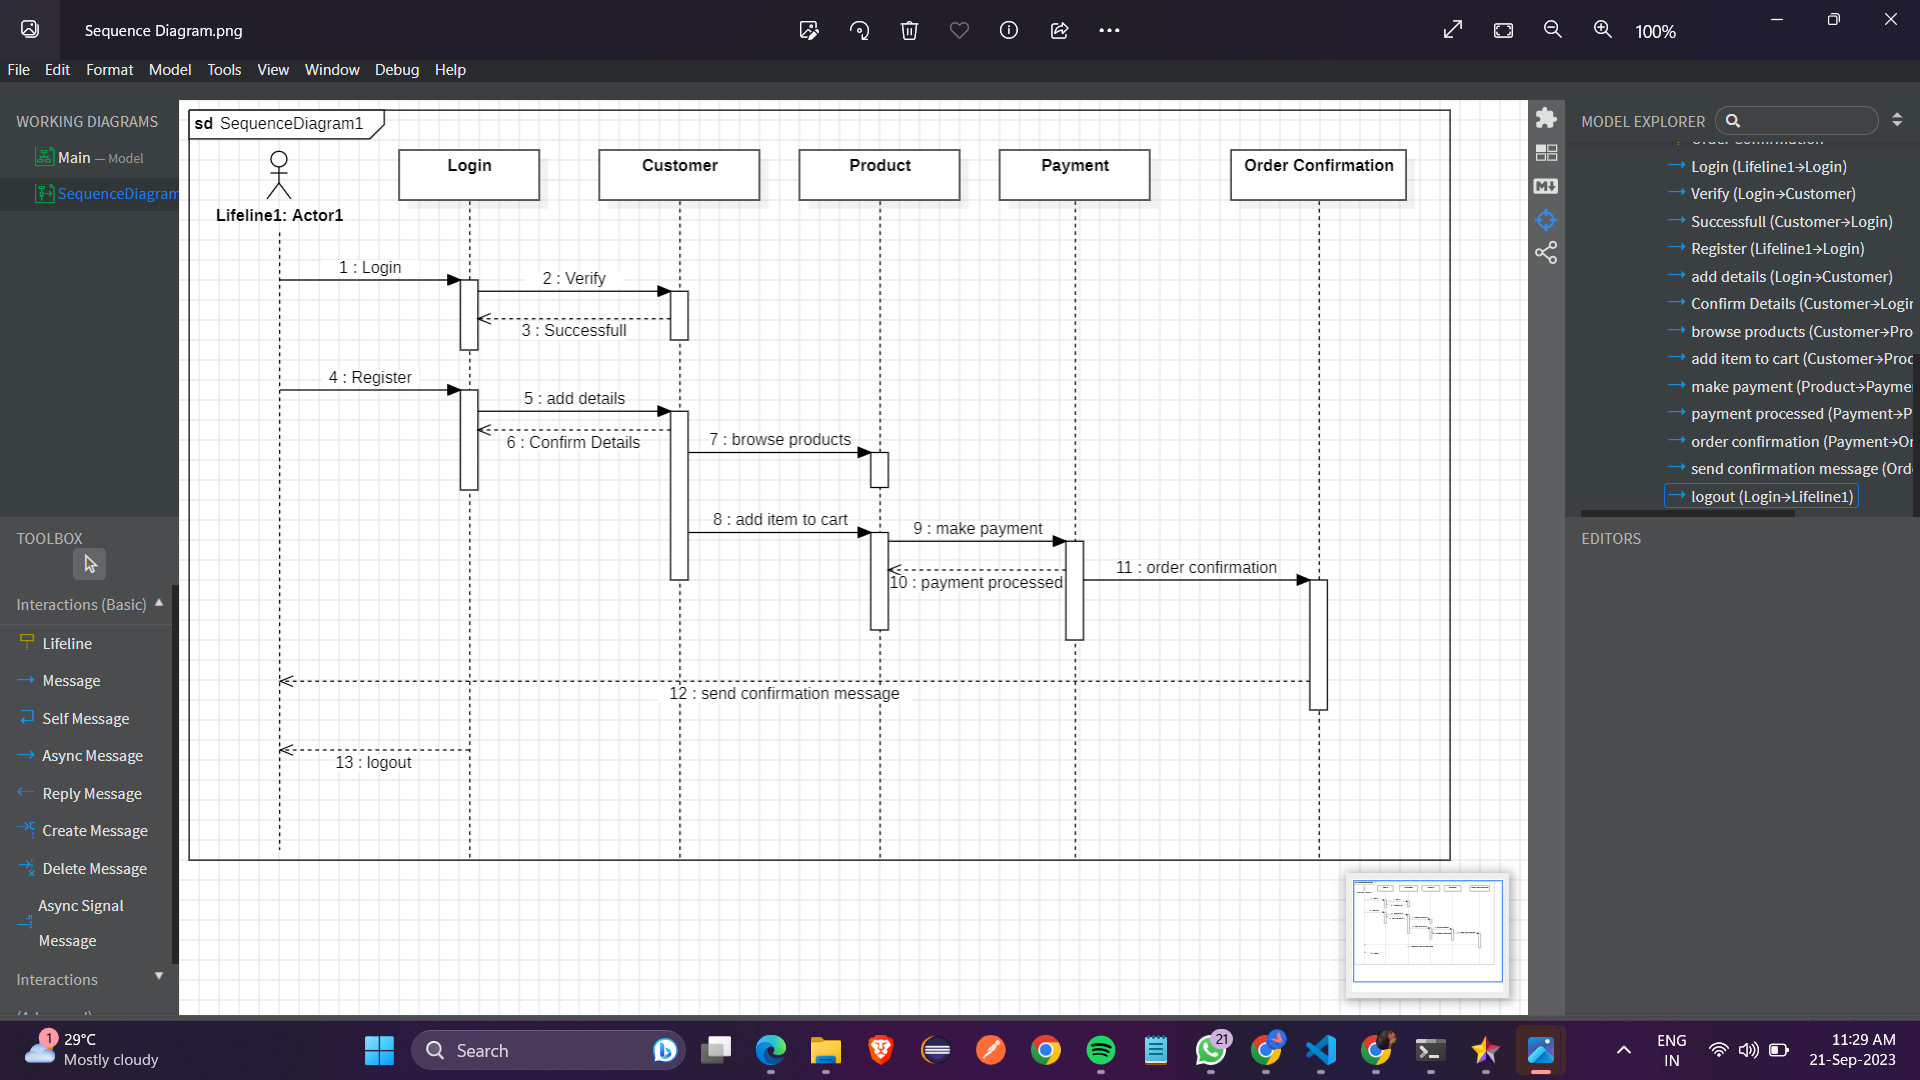 Sequence Diagram.png
100%
File Edit Format Model Tools View Window Debug Help
WORKING DIAGRAMS
Main — Model
SequenceDiagram
TOOLBOX
Interactions (Basic)
Lifeline
Message
Self Message
Async Message
Reply Message
Create Message
Delete Message
Async Signal
Message
Interactions
sd SequenceDiagram1
Lifeline1: Actor1
Login
Customer
Product
Payment
Order Confirmation
1 : Login
2 : Verify
3 : Successfull
4 : Register
5 : add details
6 : Confirm Details
7 : browse products
8 : add item to cart
9 : make payment
10 : payment processed
11 : order confirmation
12 : send confirmation message
13 : logout
MODEL EXPLORER
Login (Lifeline1→Login)
Verify (Login→Customer)
Successfull (Customer→Login)
Register (Lifeline1→Login)
add details (Login→Customer)
Confirm Details (Customer→Login
browse products (Customer→Pro
add item to cart (Customer→Proc
make payment (Product→Payme
payment processed (Payment→P
order confirmation (Payment→Or
send confirmation message (Ord
logout (Login→Lifeline1)
EDITORS
1
29°C
Mostly cloudy
Search
21
ENG
IN
11:29 AM
21-Sep-2023